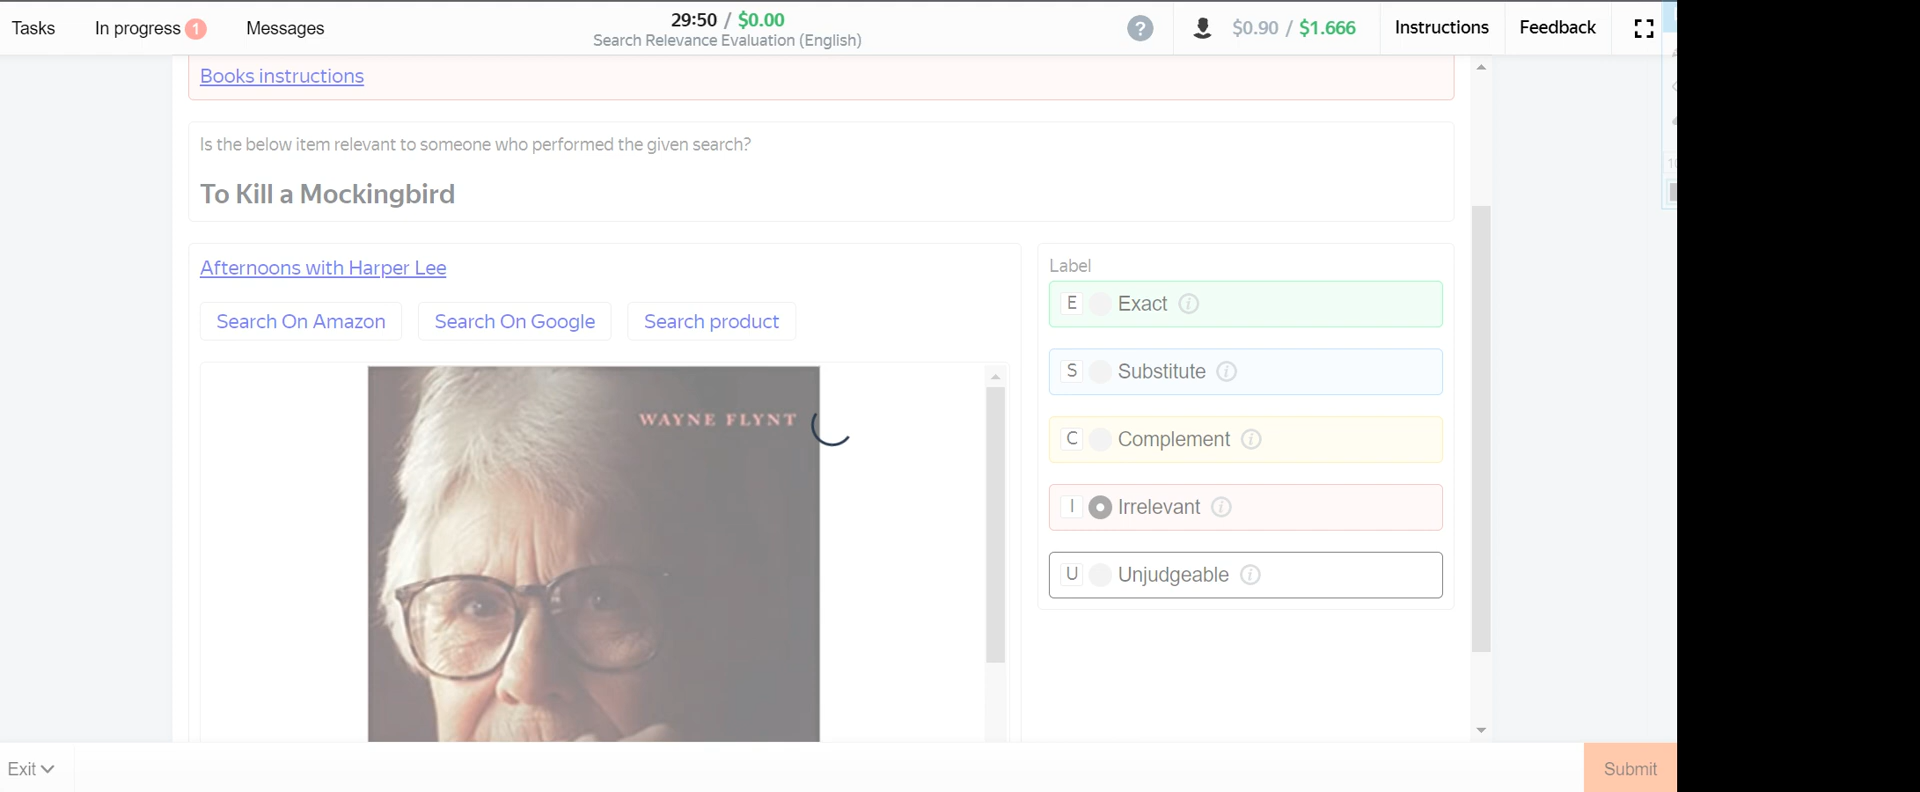 Tasks
In progress 1
Messages
29:50 / $0.00
Search Relevance Evaluation (English)
?
$0.90 / $1.666
Instructions
Feedback
Books instructions
Is the below item relevant to someone who performed the given search?
To Kill a Mockingbird
Afternoons with Harper Lee
Search On Amazon
Search On Google
Search product
WAYNE FLYNT
Label
E Exact i
S Substitute i
C Complement i
I Irrelevant i
U Unjudgeable i
Exit
Submit